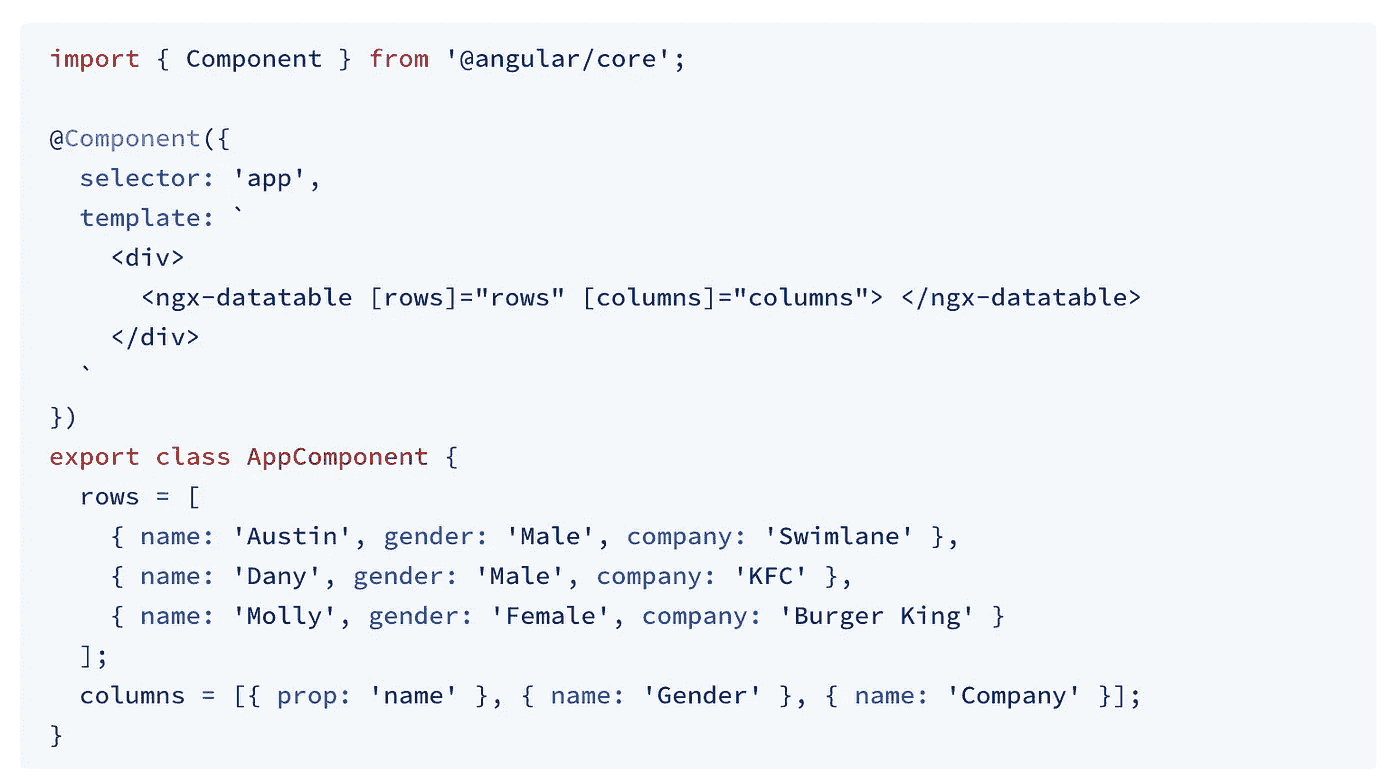 import { Component } from '@angular/core';

@Component({
  selector: 'app',
  template: `
    <div>
      <ngx-datatable [rows]="rows" [columns]="columns"> </ngx-datatable>
    </div>
  `
})
export class AppComponent {
  rows = [
    { name: 'Austin', gender: 'Male', company: 'Swimlane' },
    { name: 'Dany', gender: 'Male', company: 'KFC' },
    { name: 'Molly', gender: 'Female', company: 'Burger King' }
  ];
  columns = [{ prop: 'name' }, { name: 'Gender' }, { name: 'Company' }];
}